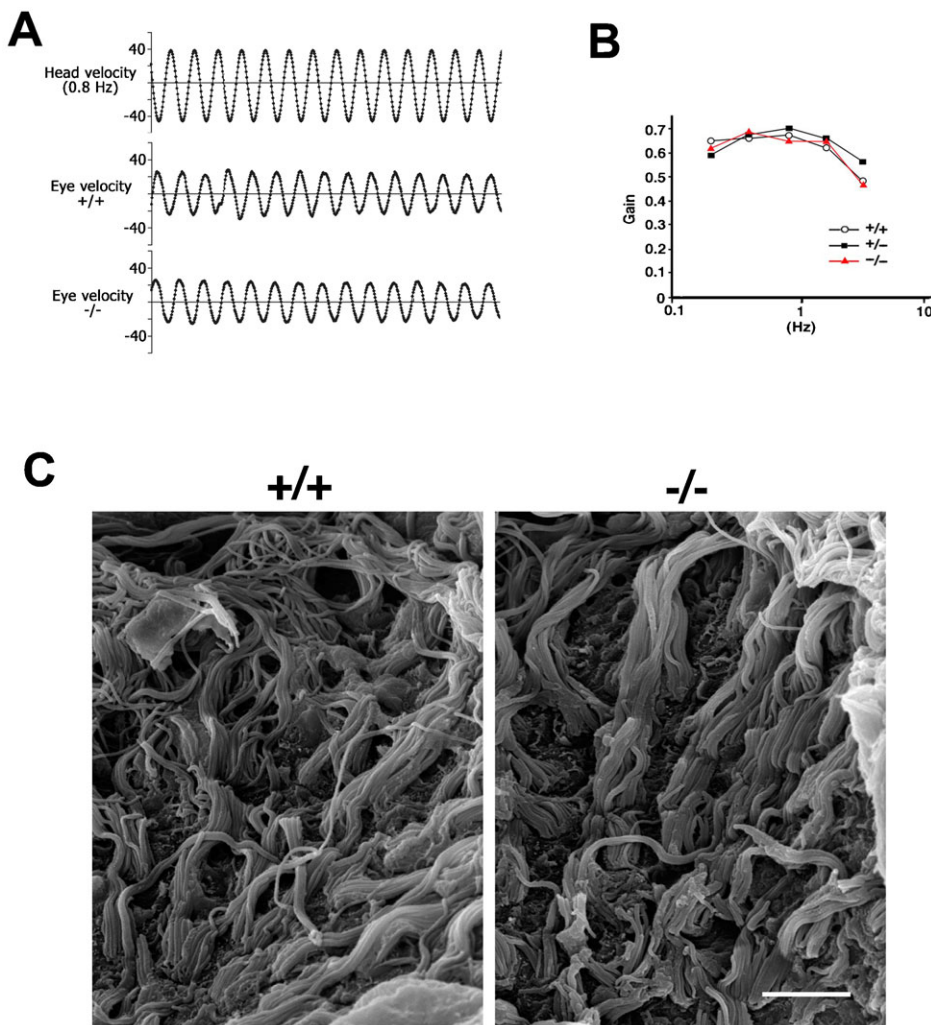 A
40
Head velocity
(0.8 Hz)
-40
40
Eye velocity
+/+
-40
40
Eye velocity
-/-
-40
B
0.7
0.6
0.5
0.4
0.3
0.2
0.1
0
Gain
+/+
+/−
−/−
0.1
1
10
(Hz)
C
+/+
-/-